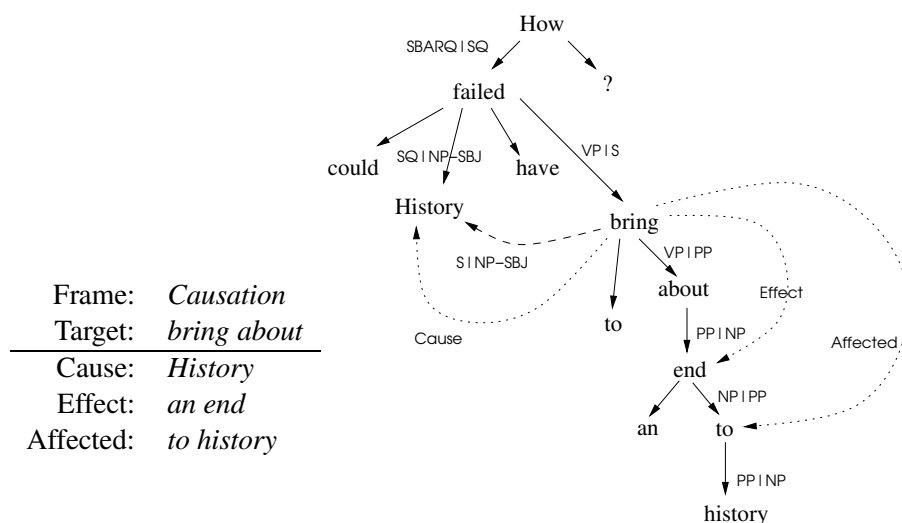 How
SBARQ|SQ
?
failed
could
SQ|NP–SBJ
have
VP|S
History
bring
S|NP–SBJ
VP|PP
about
Effect
to
Cause
PP|NP
Affected
end
NP|PP
an
to
PP|NP
history
Frame: Causation
Target: bring about
Cause: History
Effect: an end
Affected: to history